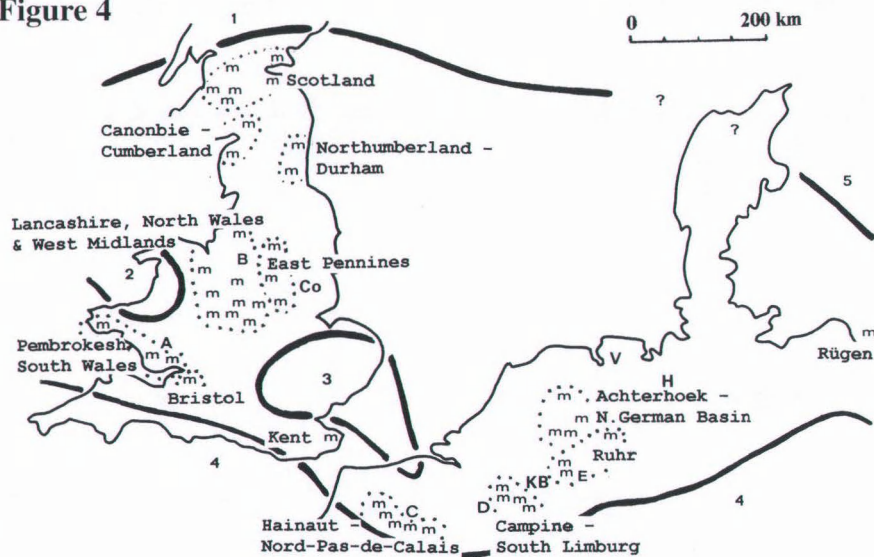 Figure 4
1
0 200 km
m
m
m
m m
m
m
Scotland
?
?
Canonbie -
Cumberland
m
m
m
m
Northumberland -
Durham
5
Lancashire, North Wales
& West Midlands
2
m
m
B
m
m
East Pennines
m
Co
m m m
m m
m
A
m m
m
Pembrokesh.
South Wales
Bristol
3
V
H
m
Rügen
m
m
m m
m
Achterhoek -
N.German Basin
Ruhr
m
m
E
Kent m
4
4
KB
D
m
m m
m
m
m
m m m
C
Hainaut -
Nord-Pas-de-Calais
Campine -
South Limburg